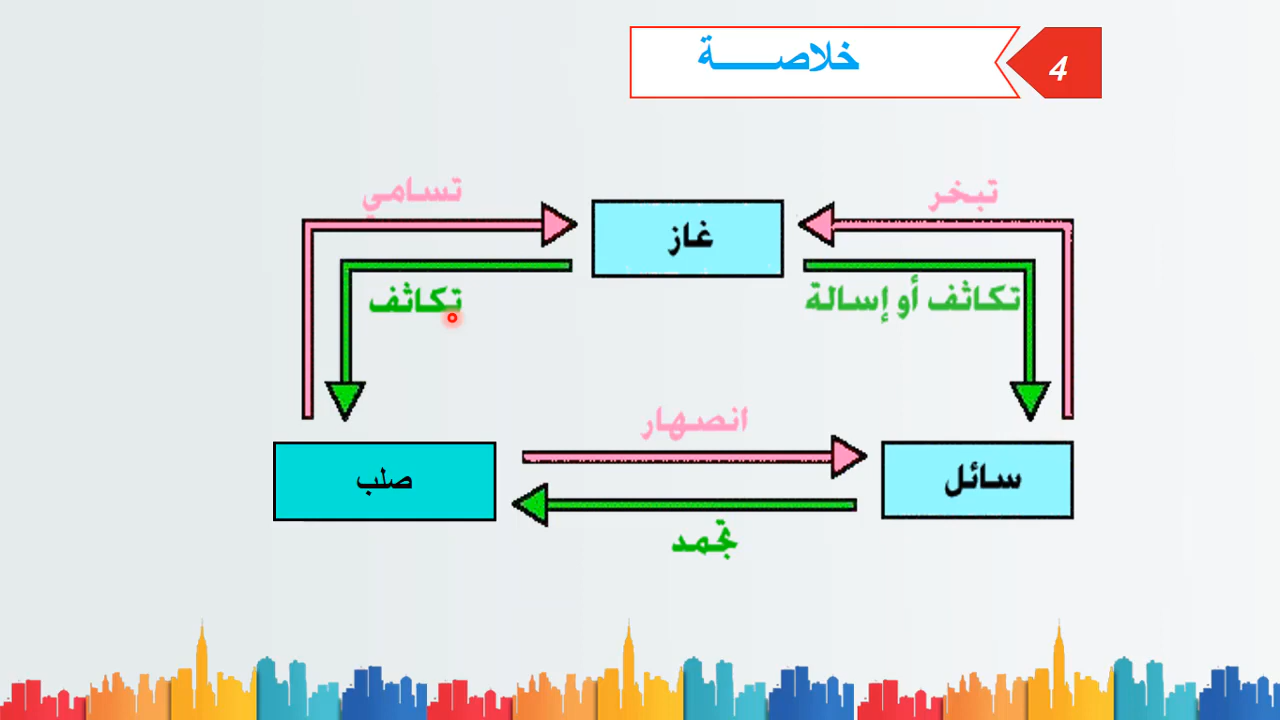 4
خلاصـــــة
تبخر
تسامي
غاز
تكاثف أو إسالة
تكاثف
انصهار
سائل
صلب
تجمد